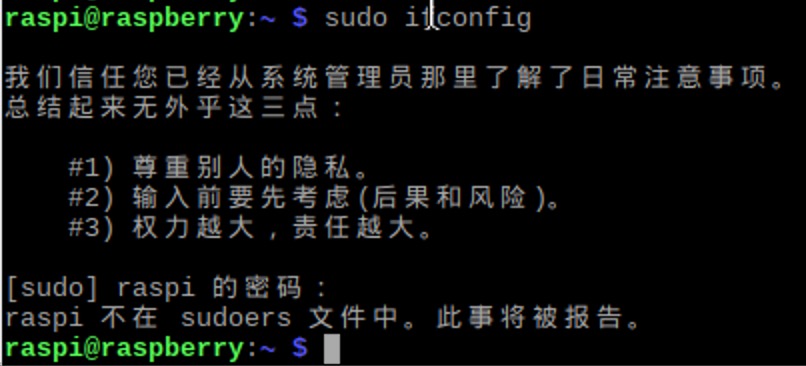 raspi@raspberry:~ $ sudo ifconfig
我们信任您已经从系统管理员那里了解了日常注意事项。
总结起来无外乎这三点：
#1) 尊重别人的隐私。
#2) 输入前要先考虑(后果和风险)。
#3) 权力越大，责任越大。
[sudo] raspi 的密码：
raspi 不在 sudoers 文件中。此事将被报告。
raspi@raspberry:~ $